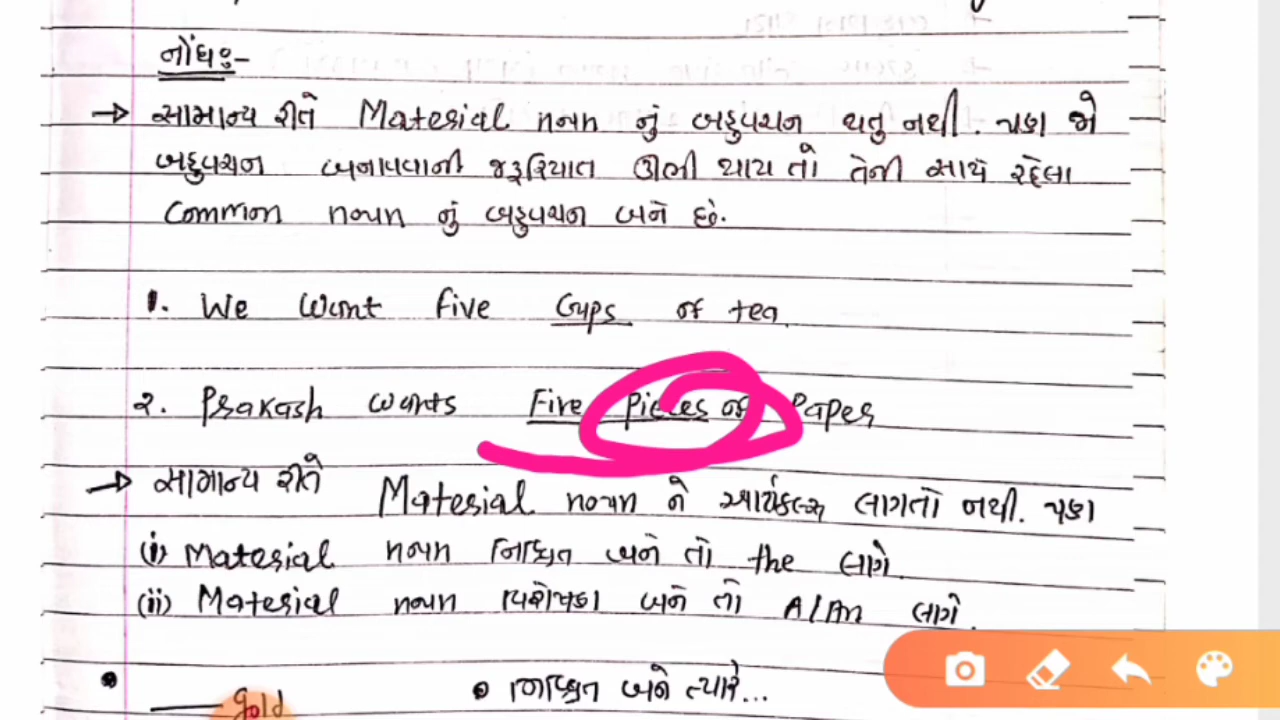 નોંધઃ-
→ સામાન્ય રીતે Material noun નું બહુવચન થતુ નથી. પણ જો
બહુવચન બનાવવાની જરૂરિયાત ઊભી થાય તો તેની સાથે રહેલા
Common noun નું બહુવચન બને છે.
1. We want five Cups of tea.
૨. Prakash wants Five Pieces of Paper
→ સામાન્ય રીતે Material noun ને આર્ટિકલ્સ લાગતો નથી. પણ
(i) Material noun નિશ્ચિત બને તો the લાગે.
(ii) Material noun વિશેષણ બને તો A/An લાગે.
gold
• નિશ્ચિત બને ત્યારે...